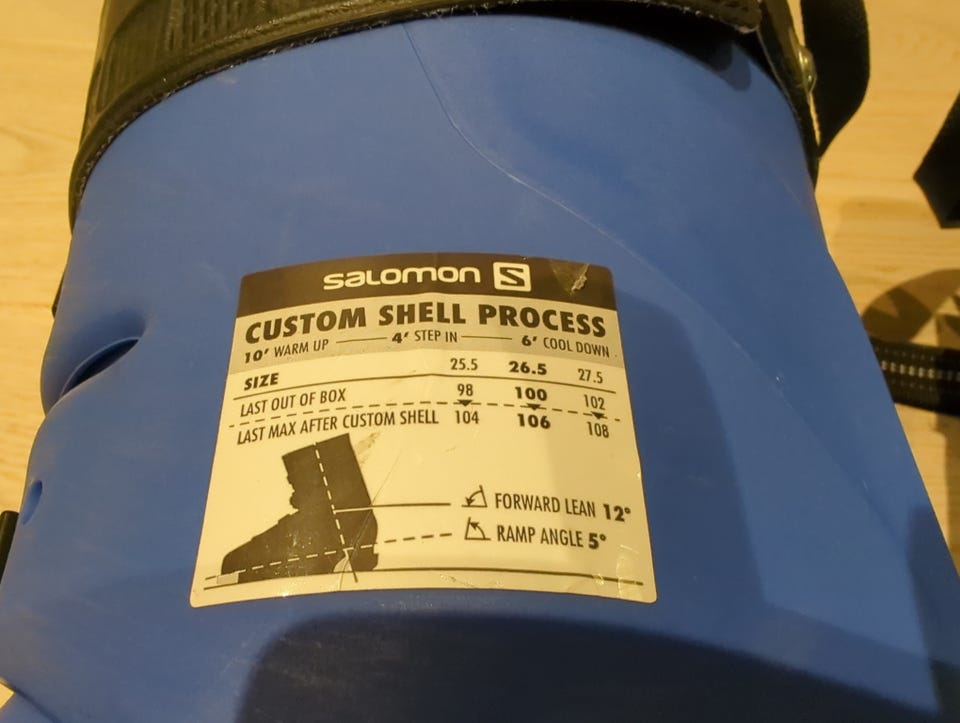 salomon S
CUSTOM SHELL PROCESS
10' WARM UP 4' STEP IN 6' COOL DOWN
SIZE 25.5 26.5 27.5
LAST OUT OF BOX 98 100 102
LAST MAX AFTER CUSTOM SHELL 104 106 108
FORWARD LEAN 12°
RAMP ANGLE 5°